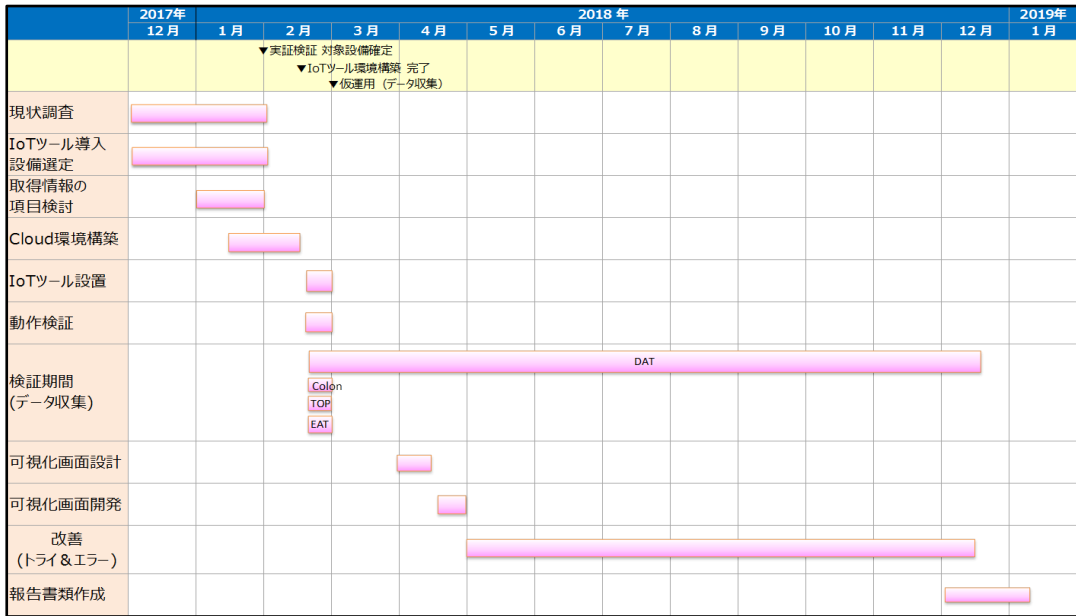 2017年 2018 年 2019年
12 月 1 月 2 月 3 月 4 月 5 月 6 月 7 月 8 月 9 月 10 月 11 月 12 月 1 月
▼実証検証 対象設備確定
▼IoTツール環境構築 完了
▼仮運用 (データ収集)
現状調査
IoTツール導入
設備選定
取得情報の
項目検討
Cloud環境構築
IoTツール設置
動作検証
検証期間
(データ収集)
DAT
Colon
TOP
EAT
可視化画面設計
可視化画面開発
改善
(トライ＆エラー)
報告書類作成